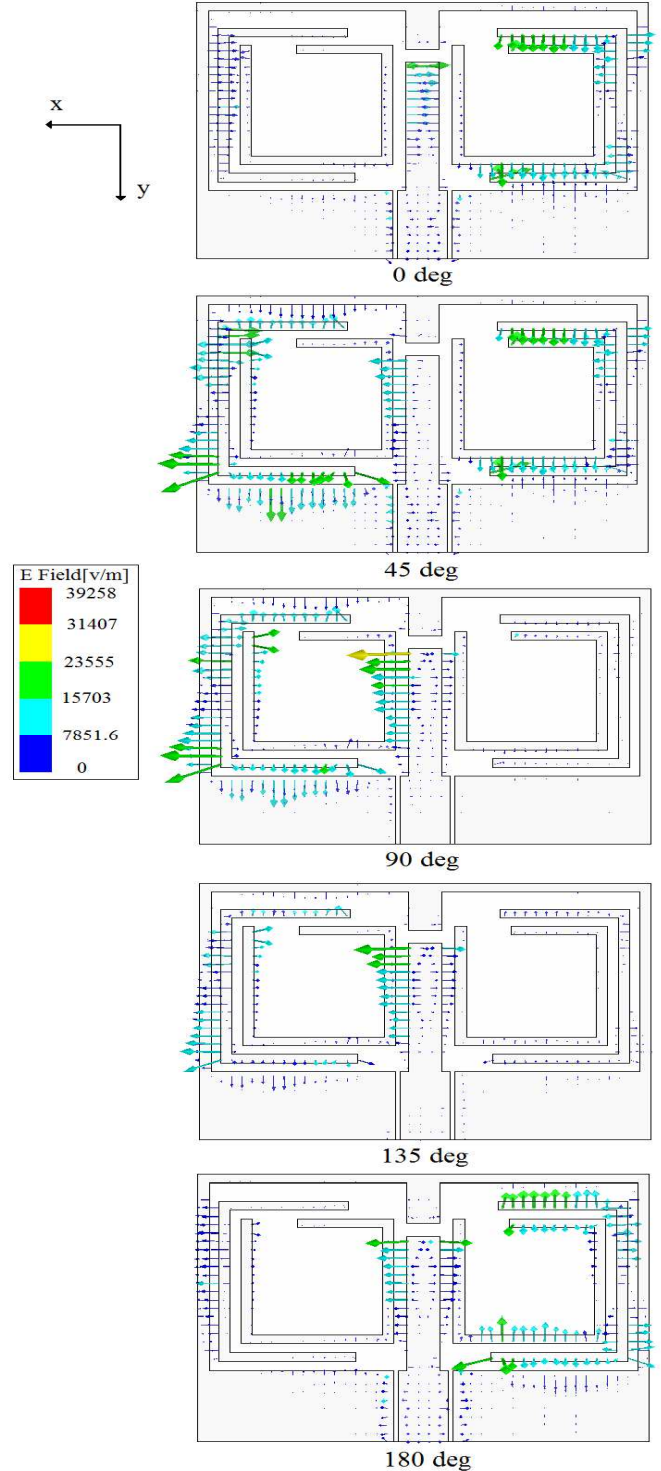 x
y
0 deg
45 deg
E Field[v/m]
39258
31407
23555
15703
7851.6
0
90 deg
135 deg
180 deg